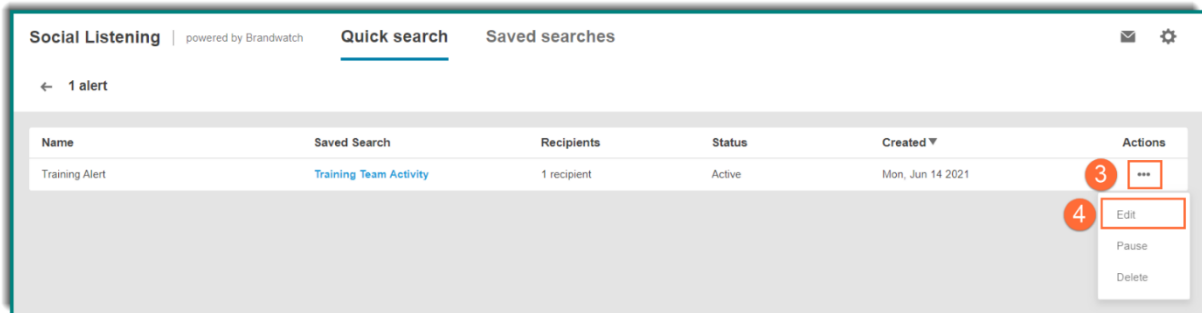 Social Listening | powered by Brandwatch Quick search Saved searches
← 1 alert
Name Saved Search Recipients Status Created ▼ Actions
Training Alert Training Team Activity 1 recipient Active Mon, Jun 14 2021 3 •••
4 Edit
Pause
Delete